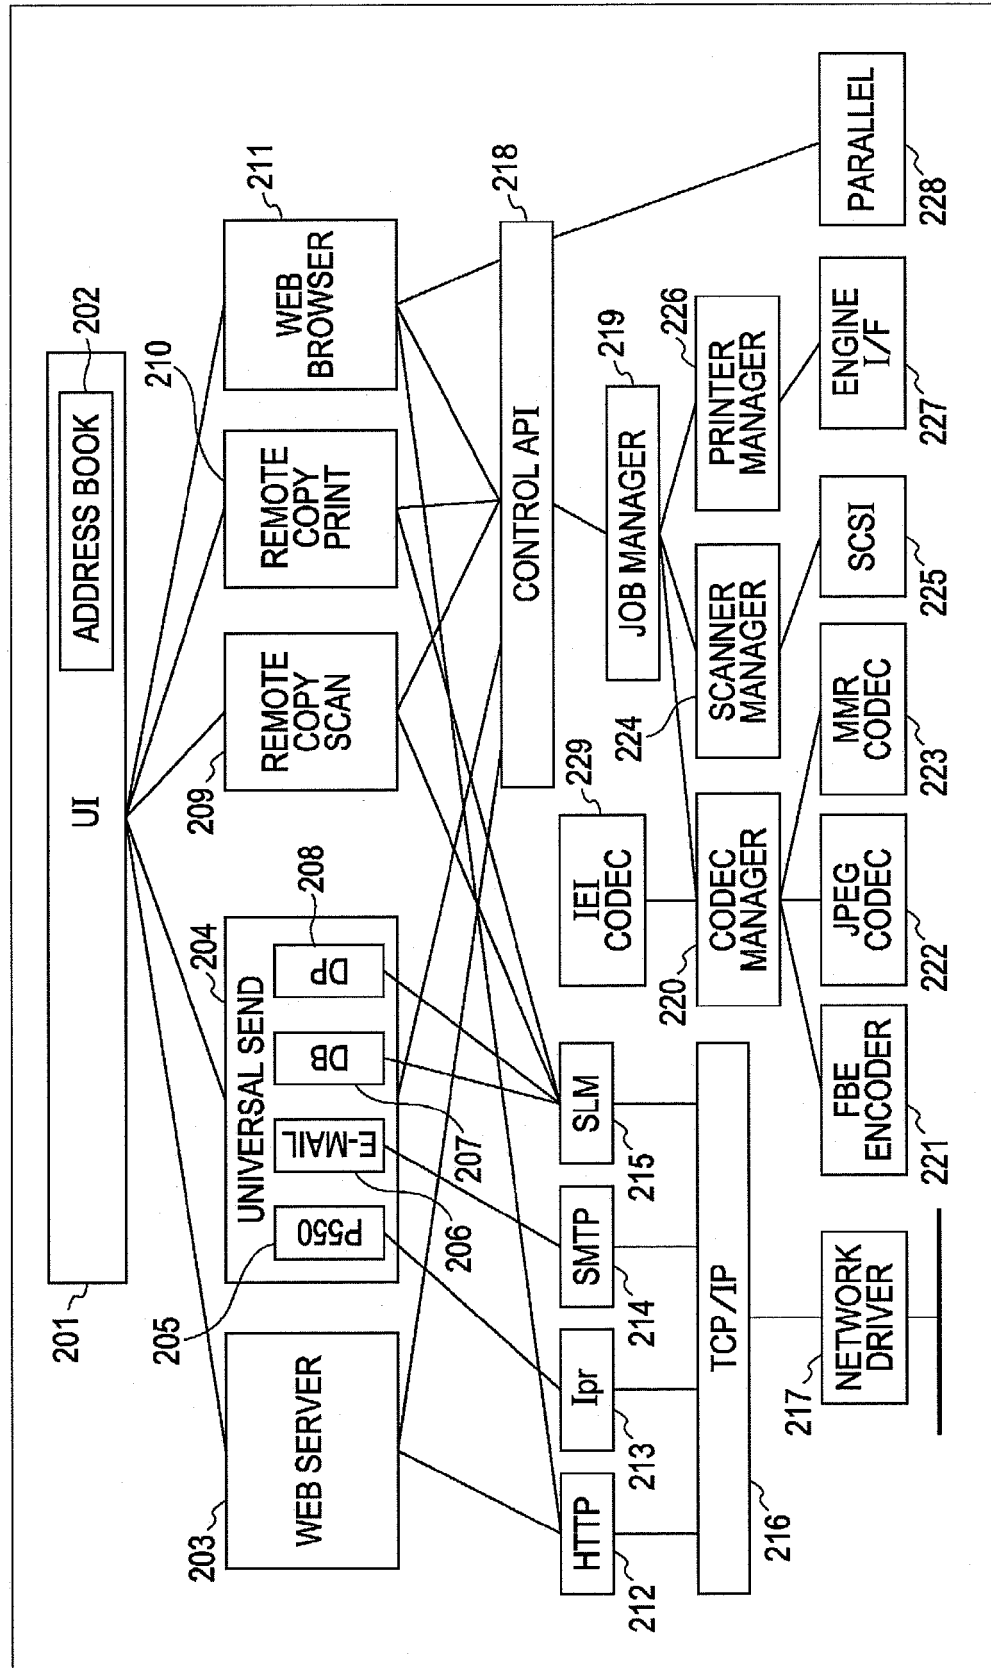 UI
ADDRESS BOOK
201
202
203
WEB SERVER
204
UNIVERSAL SEND
205
P550
206
E-MAIL
207
DB
208
DP
209
REMOTE
COPY
SCAN
210
REMOTE
COPY
PRINT
211
WEB
BROWSER
HTTP
212
Ipr
213
SMTP
214
SLM
215
TCP/IP
216
NETWORK
DRIVER
217
CONTROL API
218
JOB MANAGER
219
IEI
CODEC
229
CODEC
MANAGER
220
SCANNER
MANAGER
224
PRINTER
MANAGER
226
FBE
ENCODER
221
JPEG
CODEC
222
MMR
CODEC
223
SCSI
225
ENGINE
I/F
227
PARALLEL
228